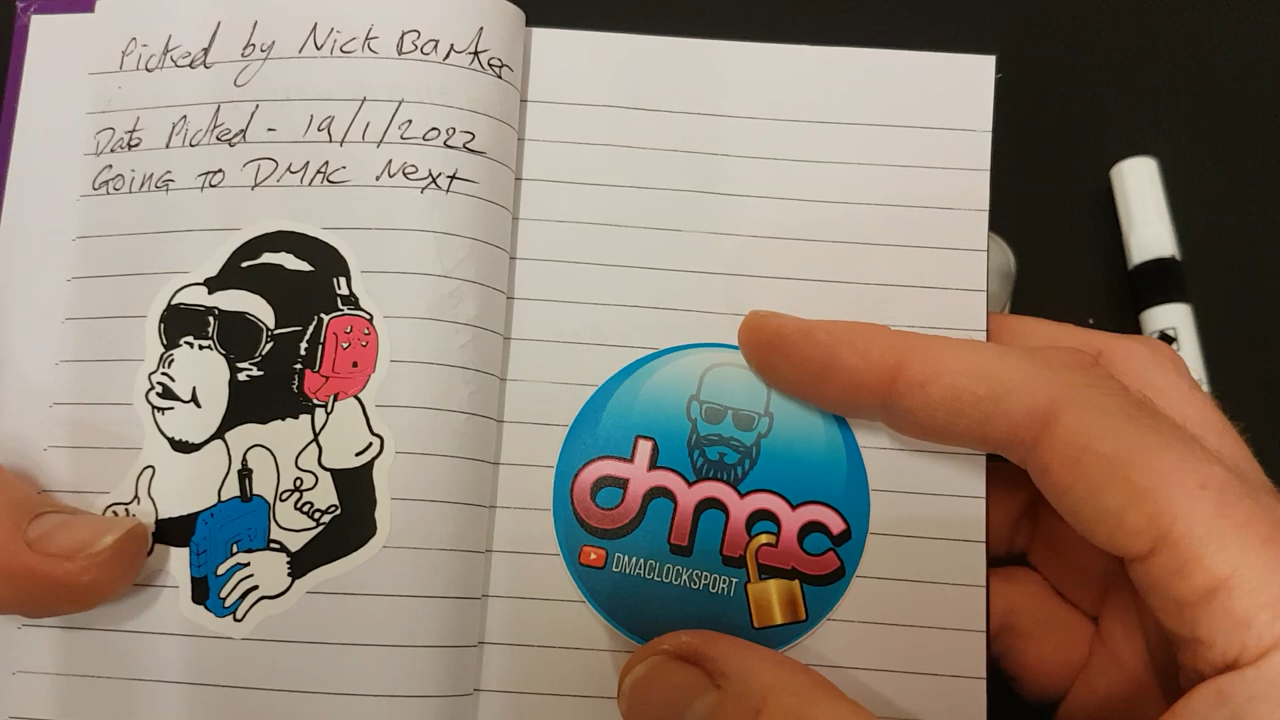 Picked by Nick Barker
Date Picked - 19/1/2022
GOING TO DMAC Next
Rad
dmac
DMACLOCKSPORT